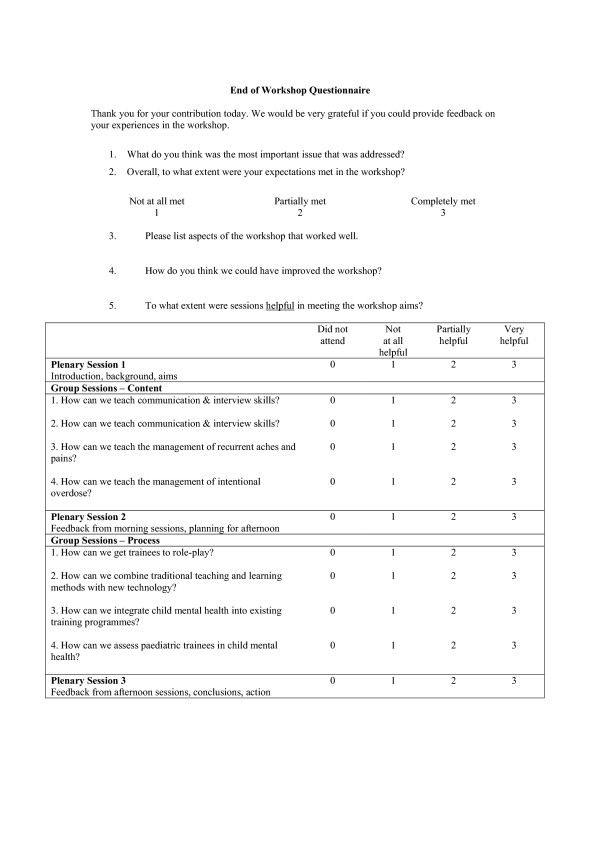 End of Workshop Questionnaire
Thank you for your contribution today. We would be very grateful if you could provide feedback on
your experiences in the workshop.
1. What do you think was the most important issue that was addressed?
2. Overall, to what extent were your expectations met in the workshop?
Not at all met Partially met Completely met
1 2 3
3. Please list aspects of the workshop that worked well.
4. How do you think we could have improved the workshop?
5. To what extent were sessions helpful in meeting the workshop aims?
Did not Not Partially Very
attend at all helpful helpful
helpful
Plenary Session 1 0 1 2 3
Introduction, background, aims
Group Sessions – Content
1. How can we teach communication & interview skills? 0 1 2 3
2. How can we teach communication & interview skills? 0 1 2 3
3. How can we teach the management of recurrent aches and 0 1 2 3
pains?
4. How can we teach the management of intentional 0 1 2 3
overdose?
Plenary Session 2 0 1 2 3
Feedback from morning sessions, planning for afternoon
Group Sessions – Process
1. How can we get trainees to role-play? 0 1 2 3
2. How can we combine traditional teaching and learning 0 1 2 3
methods with new technology?
3. How can we integrate child mental health into existing 0 1 2 3
training programmes?
4. How can we assess paediatric trainees in child mental 0 1 2 3
health?
Plenary Session 3 0 1 2 3
Feedback from afternoon sessions, conclusions, action